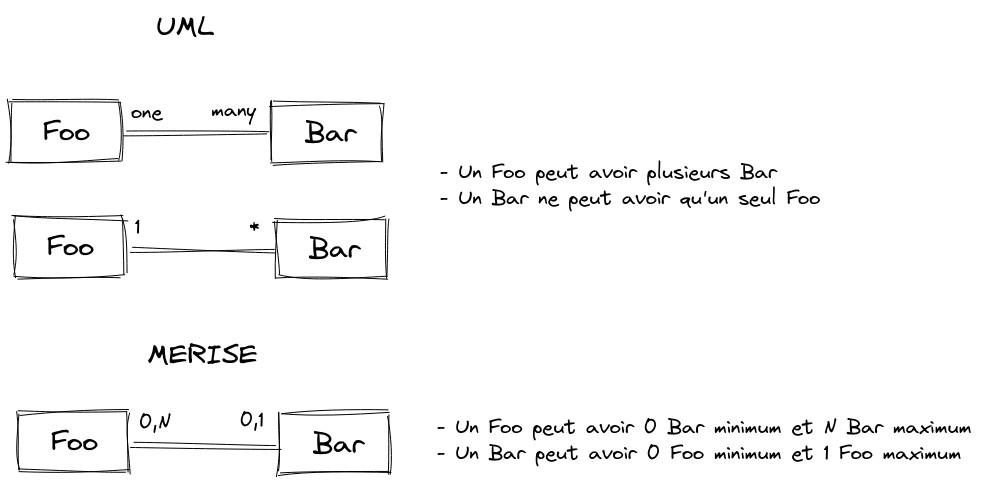 UML
Foo one many Bar
- Un Foo peut avoir plusieurs Bar
- Un Bar ne peut avoir qu'un seul Foo
Foo 1 * Bar
MERISE
Foo 0,N 0,1 Bar
- Un Foo peut avoir 0 Bar minimum et N Bar maximum
- Un Bar peut avoir 0 Foo minimum et 1 Foo maximum